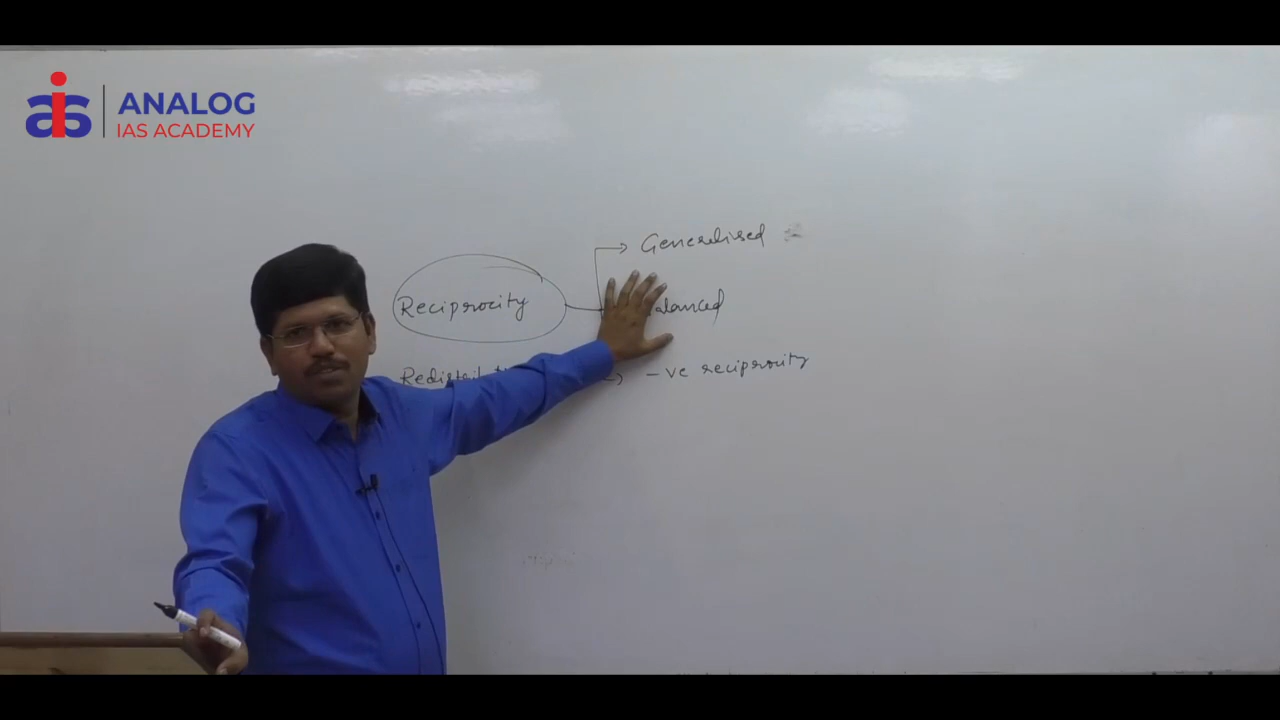 ANALOG
IAS ACADEMY
Generalised
Reciprocity
-ve reciprocity